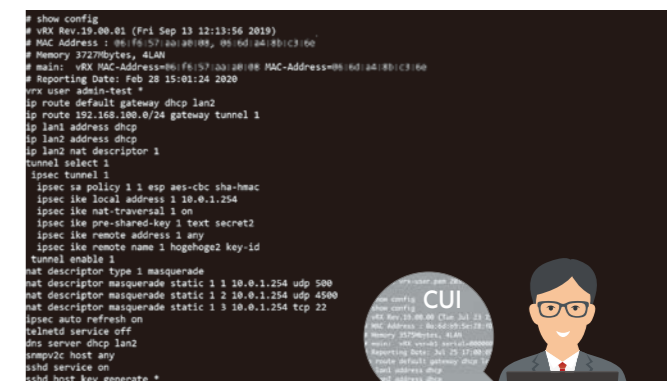 # show config
# vRX Rev.19.00.01 (Fri Sep 13 12:13:56 2019)
# MAC Address :
# Memory 3727Mbytes, 4LAN
# main: vRX MAC-Address= MAC-Address=
# Reporting Date: Feb 28 15:01:24 2020
vrx user admin-test *
ip route default gateway dhcp lan2
ip route 192.168.100.0/24 gateway tunnel 1
ip lan1 address dhcp
ip lan2 address dhcp
ip lan2 nat descriptor 1
tunnel select 1
ipsec tunnel 1
ipsec sa policy 1 1 esp aes-cbc sha-hmac
ipsec ike local address 1 10.0.1.254
ipsec ike nat-traversal 1 on
ipsec ike pre-shared-key 1 text secret2
ipsec ike remote address 1 any
ipsec ike remote name 1 hogehoge2 key-id
tunnel enable 1
nat descriptor type 1 masquerade
nat descriptor masquerade static 1 1 10.0.1.254 udp 500
nat descriptor masquerade static 1 2 10.0.1.254 udp 4500
nat descriptor masquerade static 1 3 10.0.1.254 tcp 22
ipsec auto refresh on
telnetd service off
dns server dhcp lan2
snmpv2c host any
sshd service on
sshd host key generate *
CUI
show config